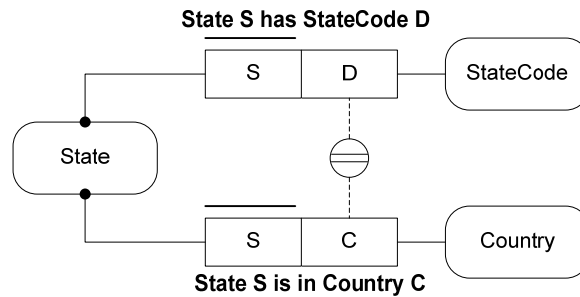 State S has StateCode D
S
D
StateCode
State
S
C
Country
State S is in Country C